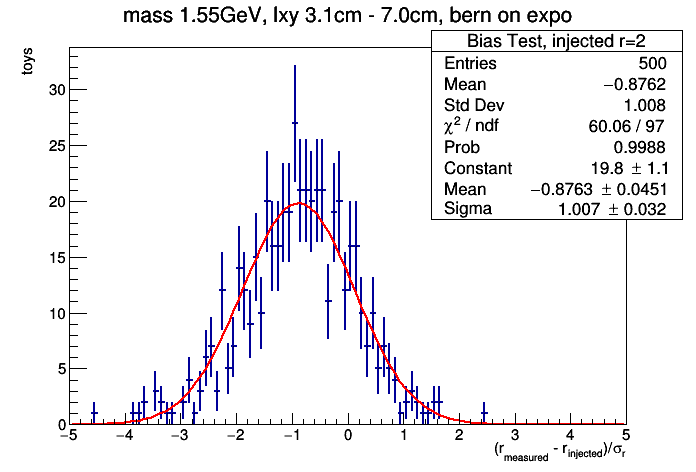 mass 1.55GeV, lxy 3.1cm - 7.0cm, bern on expo
Bias Test, injected r=2
Entries 500
Mean −0.8762
Std Dev 1.008
χ² / ndf 60.06 / 97
Prob 0.9988
Constant 19.8 ± 1.1
Mean −0.8763 ± 0.0451
Sigma 1.007 ± 0.032
toys
30
25
20
15
10
5
0
−5 −4 −3 −2 −1 0 1 2 3 4 5
(r_measured - r_injected)/σ_r